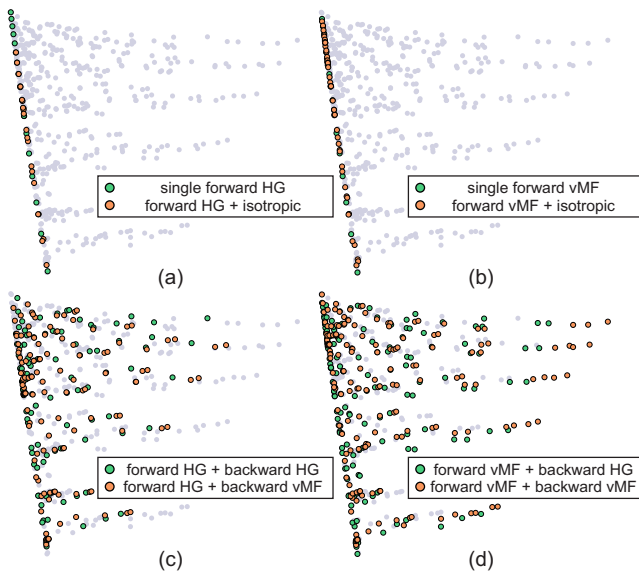 single forward HG
forward HG + isotropic
(a)
single forward vMF
forward vMF + isotropic
(b)
forward HG + backward HG
forward HG + backward vMF
(c)
forward vMF + backward HG
forward vMF + backward vMF
(d)